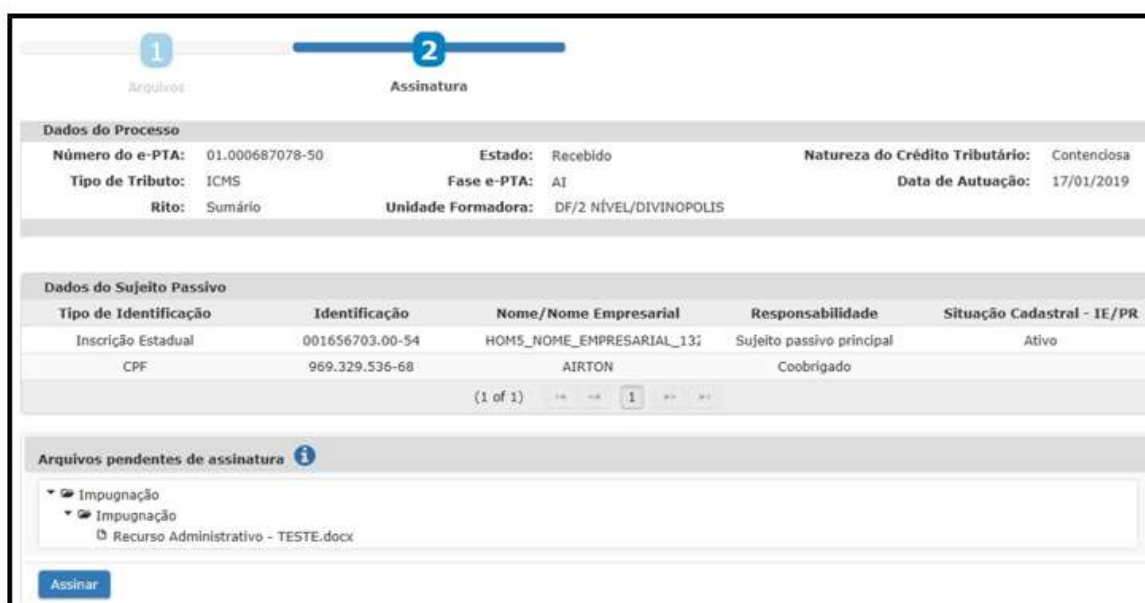 1 2
Arquivos Assinatura
Dados do Processo
Número do e-PTA: 01.000687078-50 Estado: Recebido Natureza do Crédito Tributário: Contenciosa
Tipo de Tributo: ICMS Fase e-PTA: AI Data de Autuação: 17/01/2019
Rito: Sumário Unidade Formadora: DF/2 NÍVEL/DIVINOPOLIS
Dados do Sujeito Passivo
Tipo de Identificação Identificação Nome/Nome Empresarial Responsabilidade Situação Cadastral - IE/PR
Inscrição Estadual 001656703.00-54 HOM5_NOME_EMPRESARIAL_132 Sujeito passivo principal Ativo
CPF 969.329.536-68 AIRTON Coobrigado
(1 of 1) 1
Arquivos pendentes de assinatura i
Impugnação
Impugnação
Recurso Administrativo - TESTE.docx
Assinar